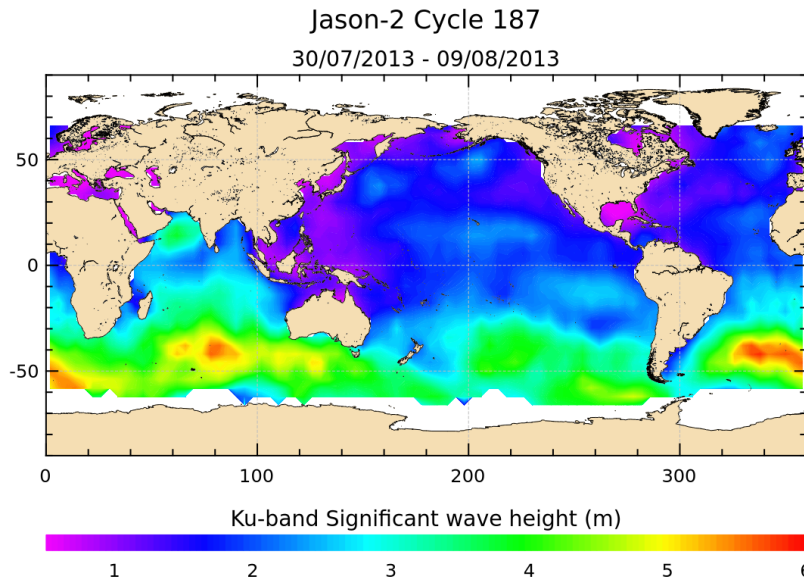 Jason-2 Cycle 187
30/07/2013 - 09/08/2013
50
0
-50
0 100 200 300
Ku-band Significant wave height (m)
1 2 3 4 5 6